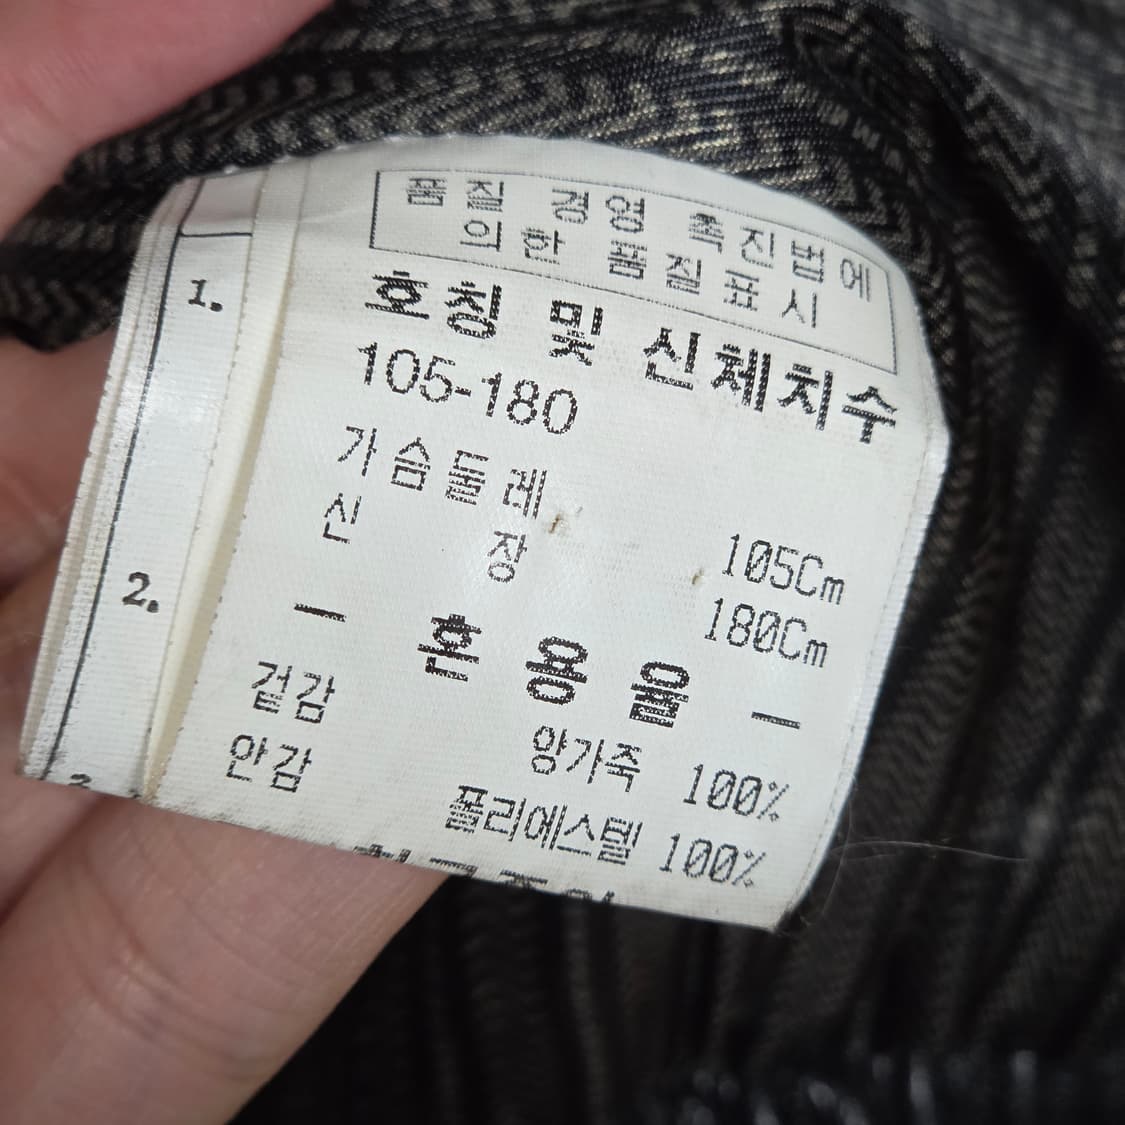 품 질 경 영 촉 진 법 에
의 한 품 질 표 시
호칭 및 신체치수
105-180
가슴둘레 105Cm
신 장 180Cm
— 혼 용 율 —
겉감 양가죽 100%
안감 폴리에스텔 100%
1.
2.